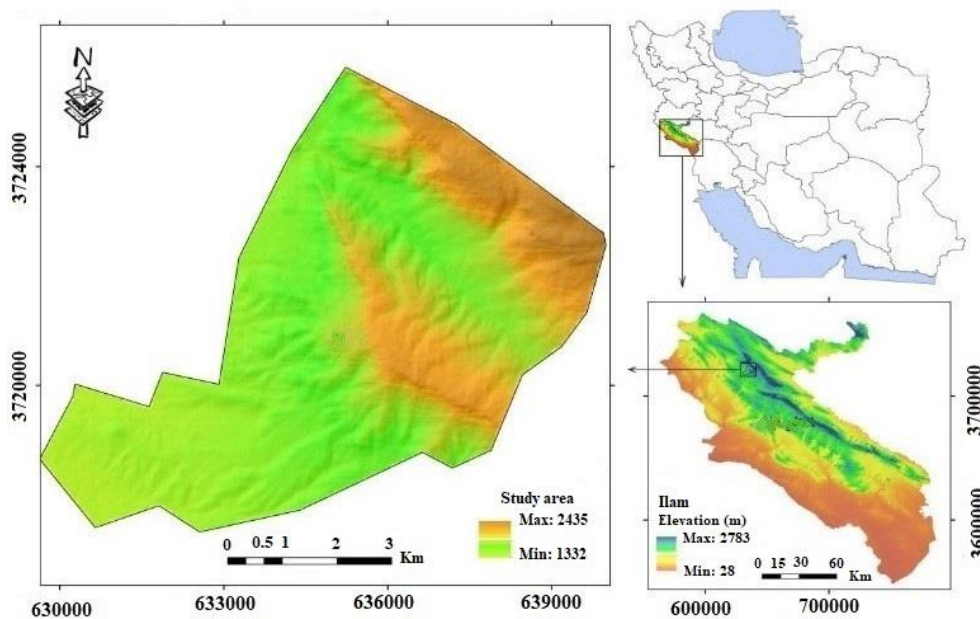 N
3724000
3720000
Study area
Max: 2435
Min: 1332
0 0.5 1 2 3
Km
630000 633000 636000 639000
Ilam
Elevation (m)
Max: 2783
Min: 28
0 15 30 60
Km
3700000
3600000
600000 700000